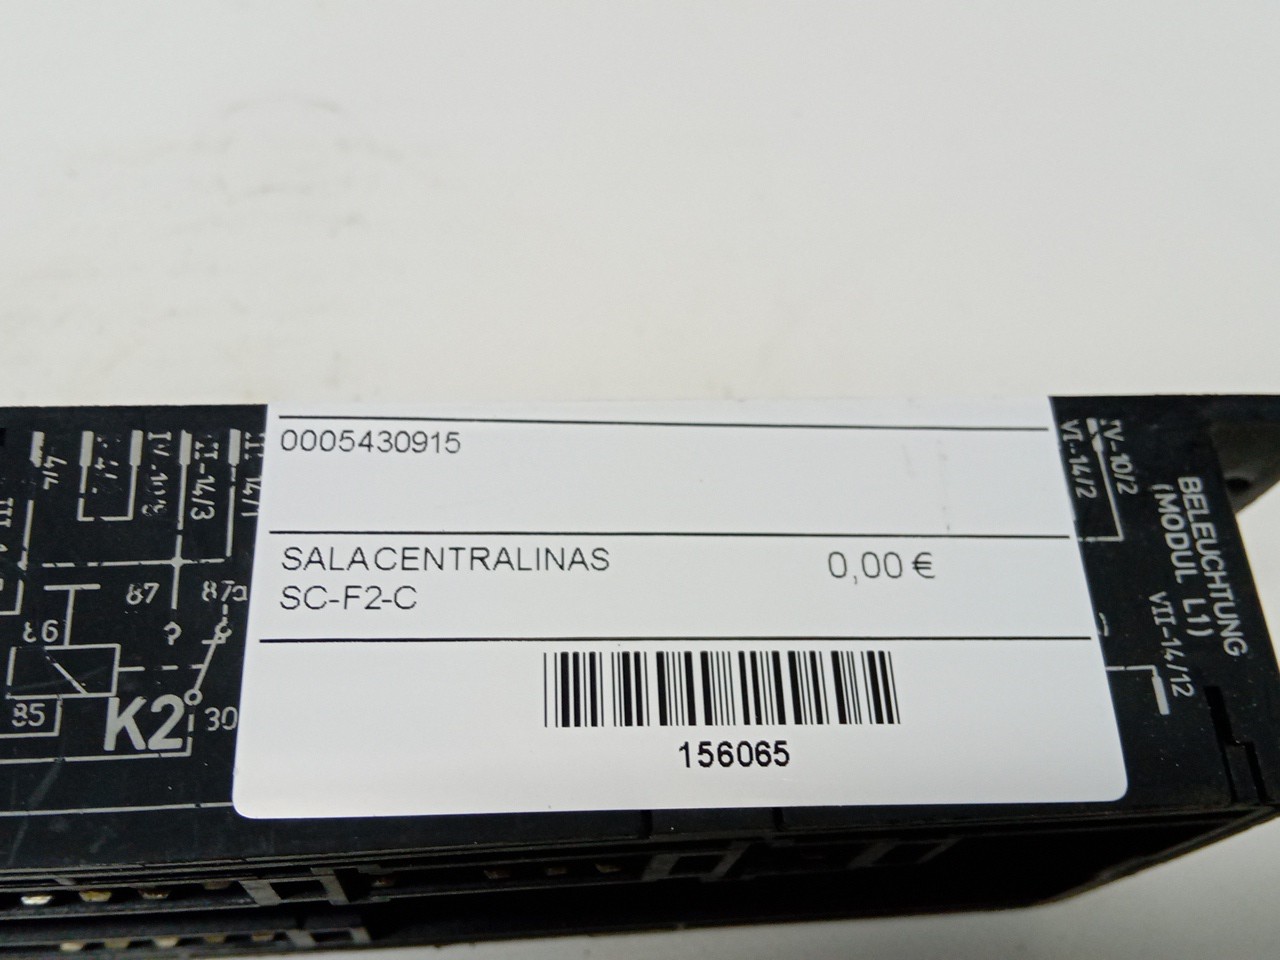 0005430915
SALACENTRALINAS 0,00 €
SC-F2-C
156065
II-14/3
87 87a
86
85
K2
30
VI-14/2
IV-10/2
BELEUCHTUNG
(MODUL L1)
VII-14/12